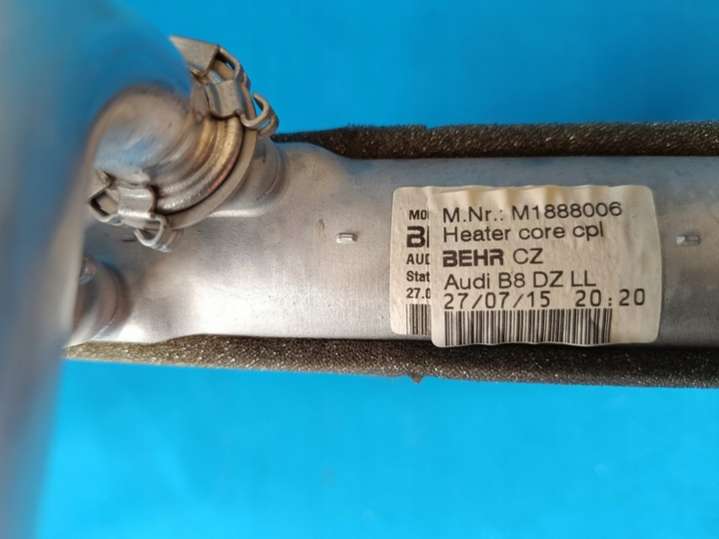 M.Nr.: M1888006
Heater core cpl
BEHR CZ
Audi B8 DZ LL
27/07/15 20:20